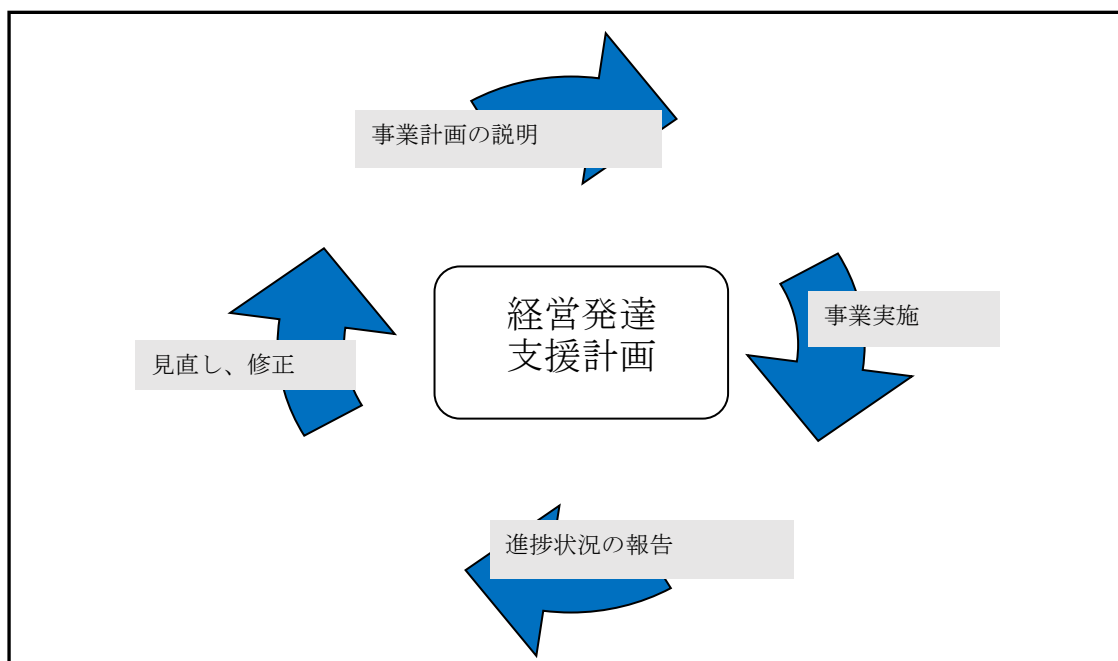 事業計画の説明
経営発達
支援計画
事業実施
見直し、修正
進捗状況の報告